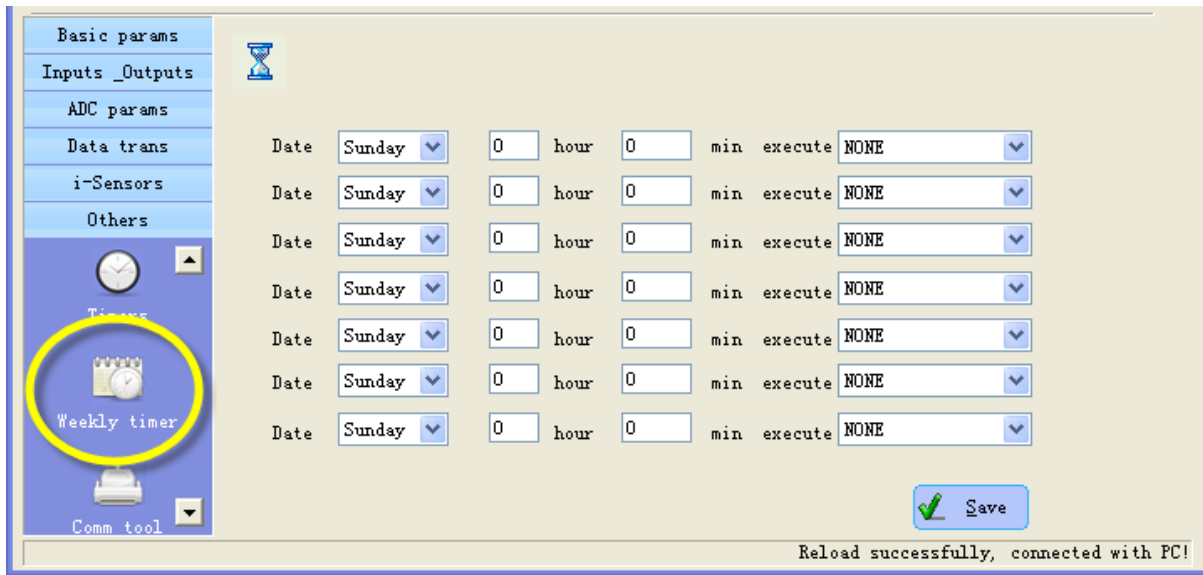 Basic params
Inputs _Outputs
ADC params
Data trans
i-Sensors
Others
Timers
Weekly timer
Comm tool
Date Sunday 0 hour 0 min execute NONE
Date Sunday 0 hour 0 min execute NONE
Date Sunday 0 hour 0 min execute NONE
Date Sunday 0 hour 0 min execute NONE
Date Sunday 0 hour 0 min execute NONE
Date Sunday 0 hour 0 min execute NONE
Date Sunday 0 hour 0 min execute NONE
Save
Reload successfully, connected with PC!